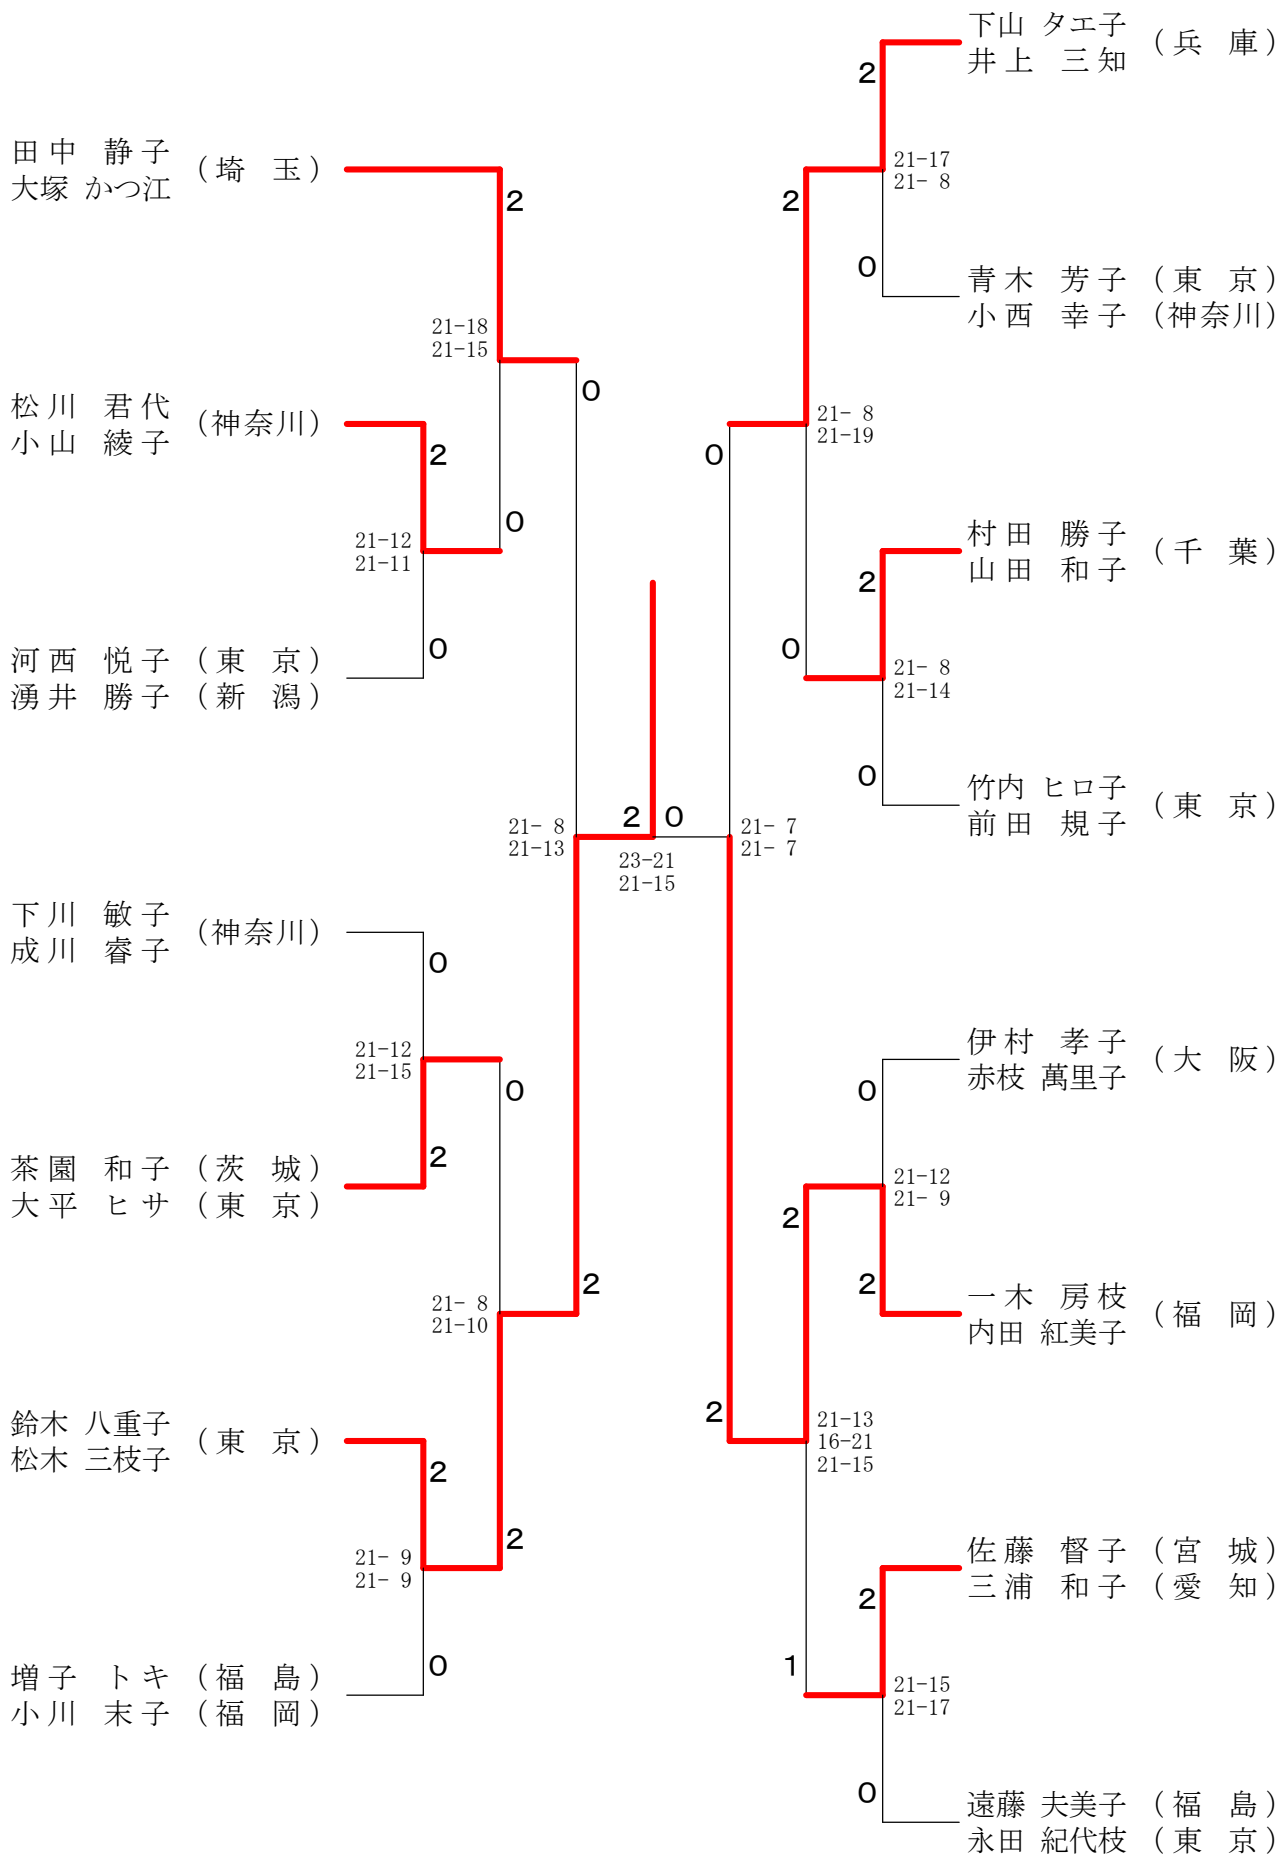 田中 静子 (埼 玉)
大塚 かつ江
2
21-18
21-15
0
松川 君代 (神奈川)
小山 綾子
2
0
21-12
21-11
0
河西 悦子 (東 京)
湧井 勝子 (新 潟)
21- 8
21-13
下川 敏子 (神奈川)
成川 睿子
0
21-12
21-15
0
2
茶園 和子 (茨 城)
大平 ヒサ (東 京)
2
21- 8
21-10
鈴木 八重子 (東 京)
松木 三枝子
2
2
21- 9
21- 9
0
増子 トキ (福 島)
小川 末子 (福 岡)
2 0
23-21
21-15
下山 タエ子 (兵 庫)
井上 三知
2
21-17
21- 8
2
0
青木 芳子 (東 京)
小西 幸子 (神奈川)
21- 8
21-19
0
村田 勝子 (千 葉)
山田 和子
2
0
21- 8
21-14
0
竹内 ヒロ子 (東 京)
前田 規子
21- 7
21- 7
伊村 孝子 (大 阪)
赤枝 萬里子
0
21-12
21- 9
2
2
一木 房枝 (福 岡)
内田 紅美子
2
21-13
16-21
21-15
佐藤 督子 (宮 城)
三浦 和子 (愛 知)
2
1
21-15
21-17
0
遠藤 夫美子 (福 島)
永田 紀代枝 (東 京)